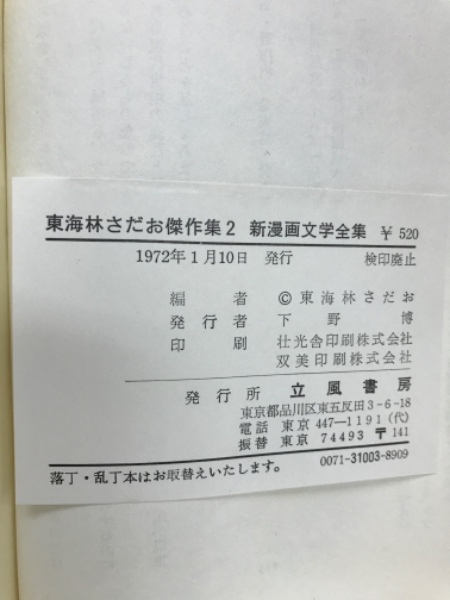 東海林さだお傑作集2 新漫画文学全集 ¥520
1972年1月10日 発行 検印廃止
編者 ©東海林さだお
発行者 下野博
印刷 壮光舎印刷株式会社
双美印刷株式会社
発行所 立風書房
東京都品川区東五反田3-6-18
電話 東京 447―1191(代)
振替 東京 74493 〒141
落丁・乱丁本はお取替えいたします。 0071-31003-8909